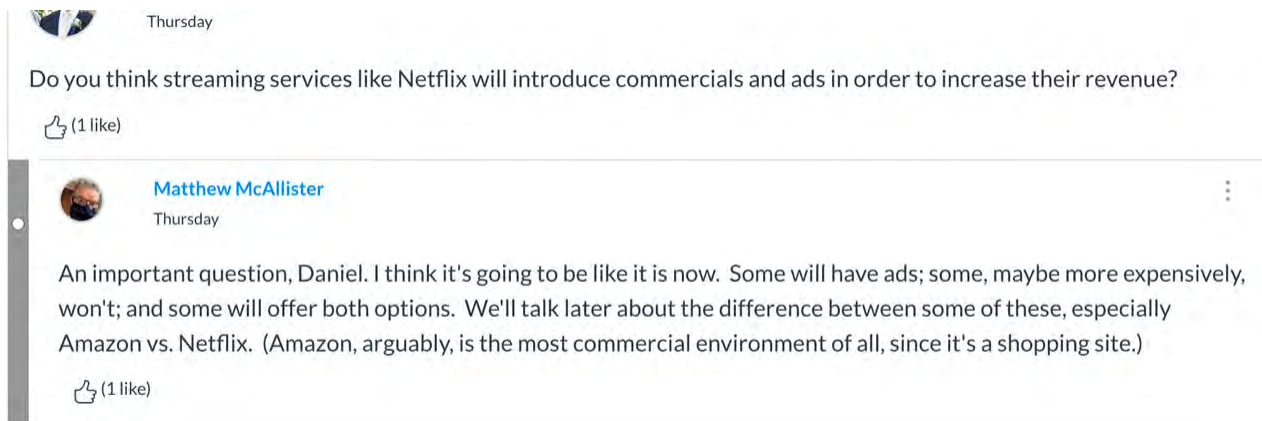 Thursday
Do you think streaming services like Netflix will introduce commercials and ads in order to increase their revenue?
(1 like)
Matthew McAllister
Thursday
An important question, Daniel. I think it's going to be like it is now.  Some will have ads; some, maybe more expensively,
won't; and some will offer both options.  We'll talk later about the difference between some of these, especially
Amazon vs. Netflix.  (Amazon, arguably, is the most commercial environment of all, since it's a shopping site.)
(1 like)